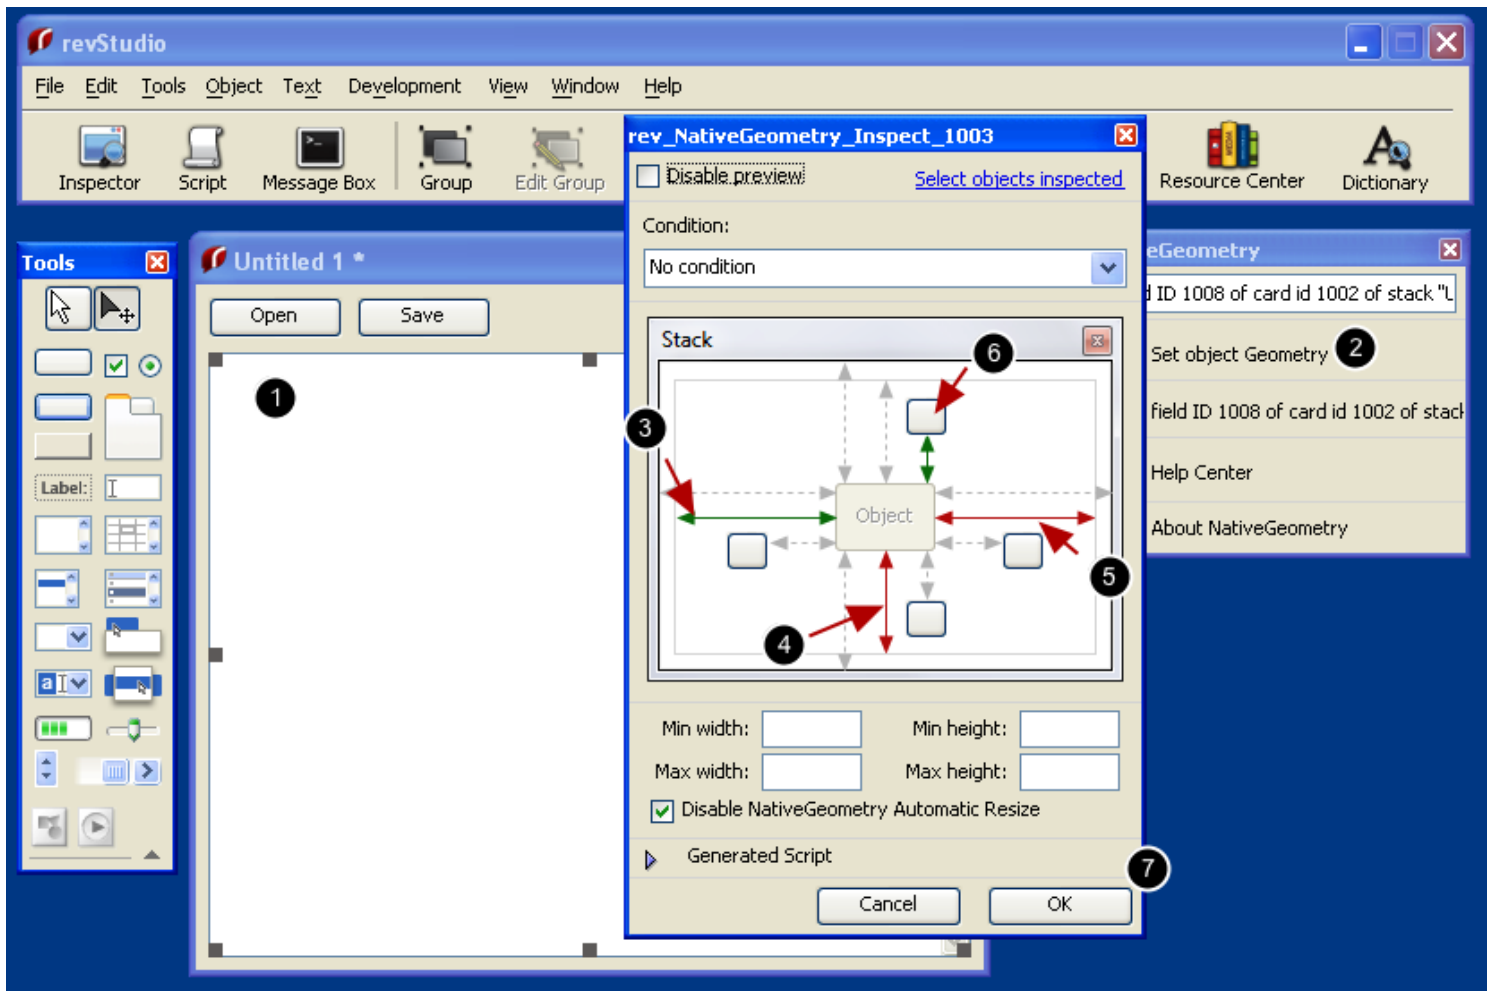 revStudio
File Edit Tools Object Text Development View Window Help
Inspector Script Message Box Group Edit Group Resource Center Dictionary
rev_NativeGeometry_Inspect_1003
Disable preview Select objects inspected
Condition:
No condition
Tools
Untitled 1 *
Open Save
eGeometry
ID 1008 of card id 1002 of stack "L
Set object Geometry 2
field ID 1008 of card id 1002 of stack
Help Center
About NativeGeometry
Stack
6
1
3
Object
5
4
Label:
a
Min width: Min height:
Max width: Max height:
Disable NativeGeometry Automatic Resize
Generated Script
7
Cancel OK